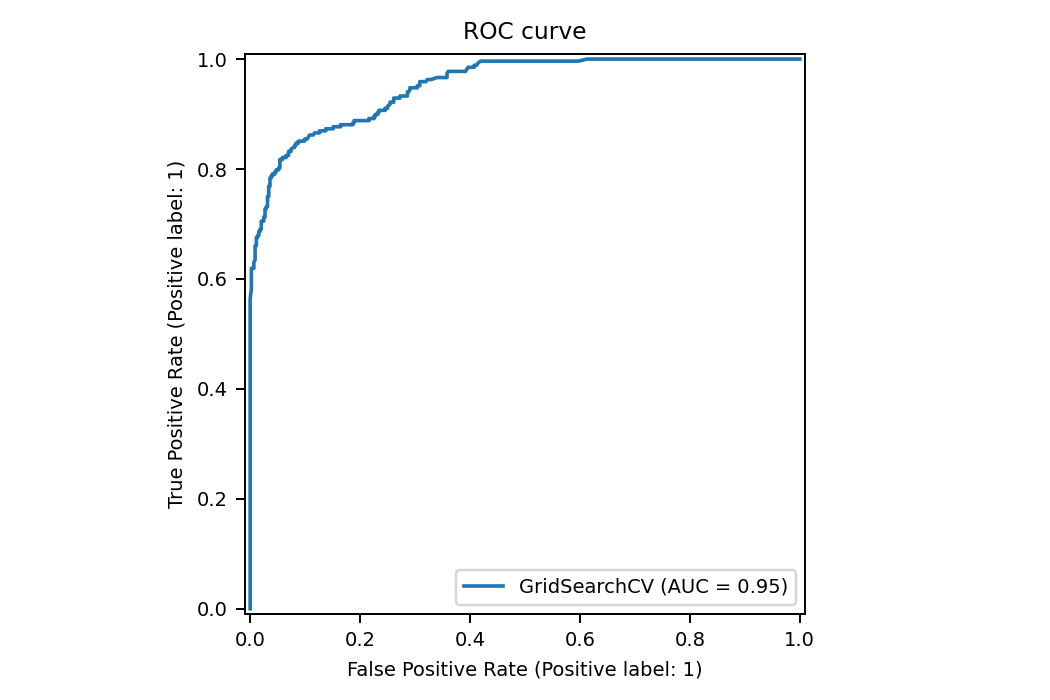 ROC curve
True Positive Rate (Positive label: 1)
1.0
0.8
0.6
0.4
0.2
0.0
GridSearchCV (AUC = 0.95)
0.0 0.2 0.4 0.6 0.8 1.0
False Positive Rate (Positive label: 1)